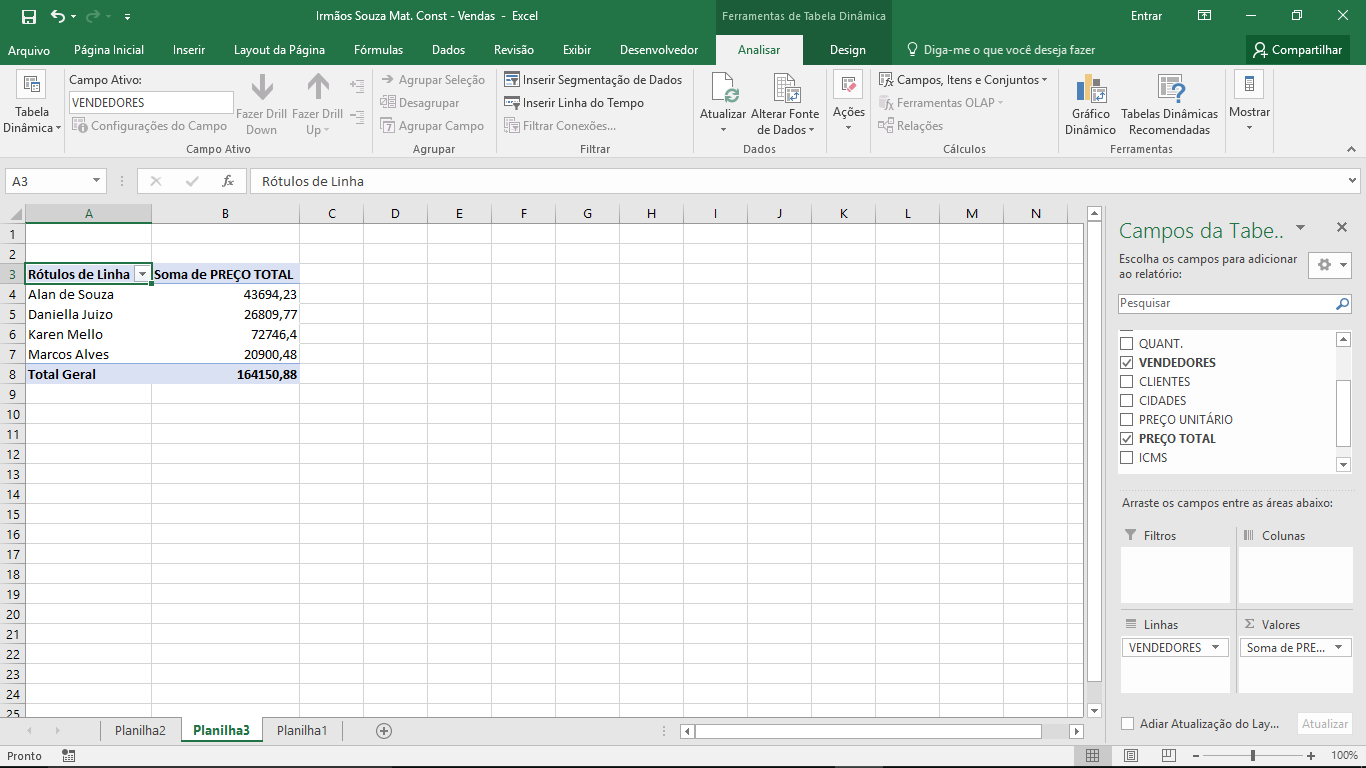 Irmãos Souza Mat. Const - Vendas - Excel
Ferramentas de Tabela Dinâmica
Entrar
Arquivo Página Inicial Inserir Layout da Página Fórmulas Dados Revisão Exibir Desenvolvedor Analisar Design Diga-me o que você deseja fazer Compartilhar
Tabela Dinâmica
Campo Ativo:
VENDEDORES
Configurações do Campo
Fazer Drill Down
Fazer Drill Up
Campo Ativo
Agrupar Seleção
Desagrupar
Agrupar Campo
Agrupar
Inserir Segmentação de Dados
Inserir Linha do Tempo
Filtrar Conexões...
Filtrar
Atualizar
Alterar Fonte de Dados
Dados
Ações
Campos, Itens e Conjuntos
Ferramentas OLAP
Relações
Cálculos
Gráfico Dinâmico
Tabelas Dinâmicas Recomendadas
Ferramentas
Mostrar
A3
fx
Rótulos de Linha
A B C D E F G H I J K L M N
1
2
3 Rótulos de Linha Soma de PREÇO TOTAL
4 Alan de Souza 43694,23
5 Daniella Juizo 26809,77
6 Karen Mello 72746,4
7 Marcos Alves 20900,48
8 Total Geral 164150,88
9
10
11
12
13
14
15
16
17
18
19
20
21
22
23
24
25
Campos da Tabe..
Escolha os campos para adicionar
ao relatório:
Pesquisar
QUANT.
VENDEDORES
CLIENTES
CIDADES
PREÇO UNITÁRIO
PREÇO TOTAL
ICMS
Arraste os campos entre as áreas abaixo:
Filtros
Colunas
Linhas
Σ Valores
VENDEDORES
Soma de PRE...
Adiar Atualização do Lay...
Atualizar
Planilha2 Planilha3 Planilha1
Pronto
100%